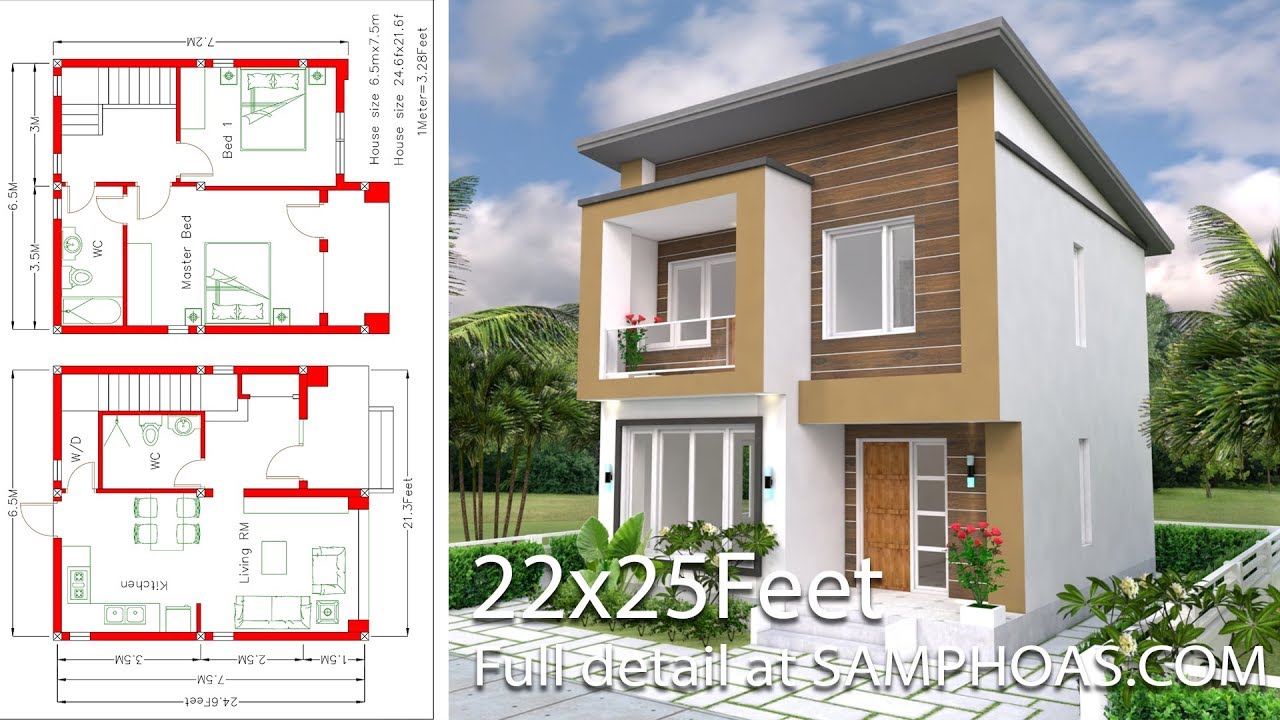 7.2M
6.5M
3M
3.5M
Bed 1
Master Bed
WC
House size 6.5mx7.5m
House size 24.6fx21.6f
1Meter=3.28Feet
6.5M
W/D
WC
Kitchen
Living RM
21.3Feet
3.5M
2.5M
1.5M
7.5M
24.6Feet
22x25Feet
Full detail at SAMPHOAS.COM